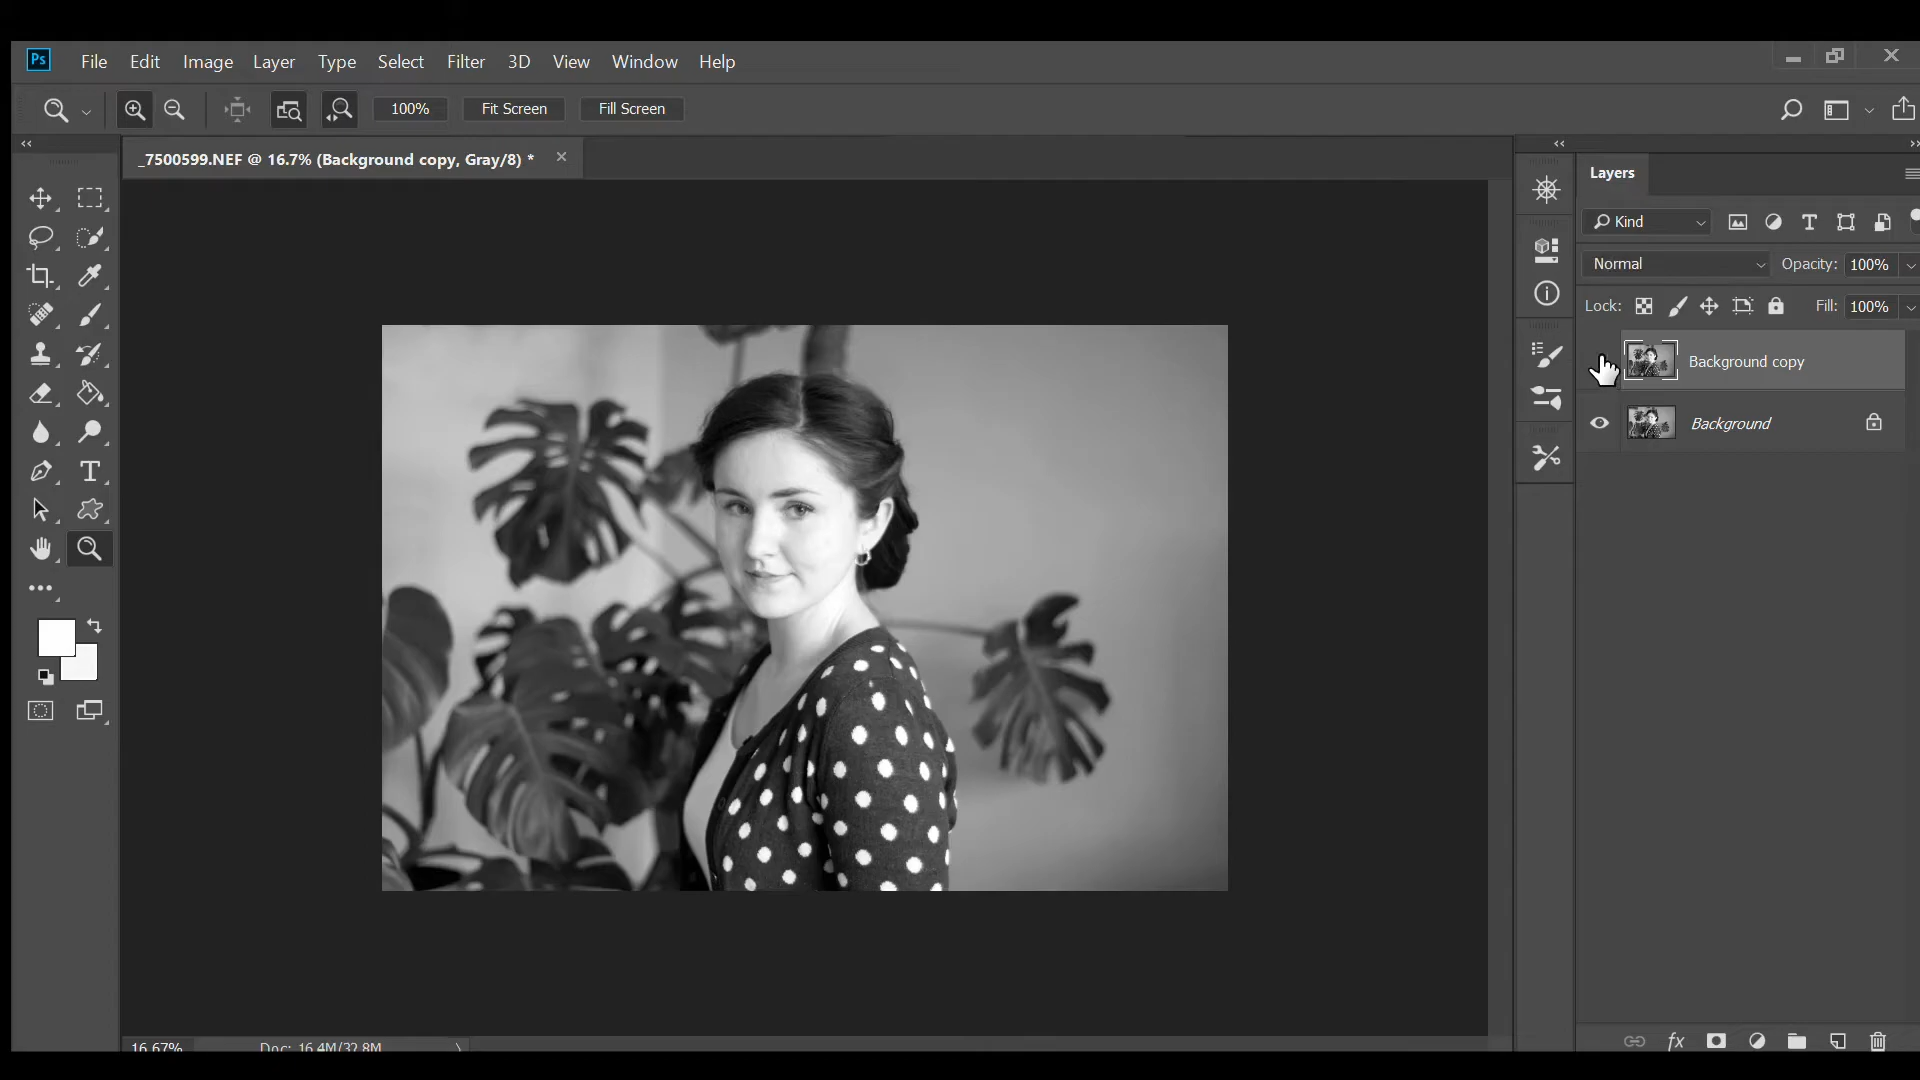 Ps File Edit Image Layer Type Select Filter 3D View Window Help
100% Fit Screen Fill Screen
_7500599.NEF @ 16.7% (Background copy, Gray/8) *
Layers
Kind
Normal Opacity: 100%
Lock: Fill: 100%
Background copy
Background
16.67% Doc: 16.4M/32.8M
fx